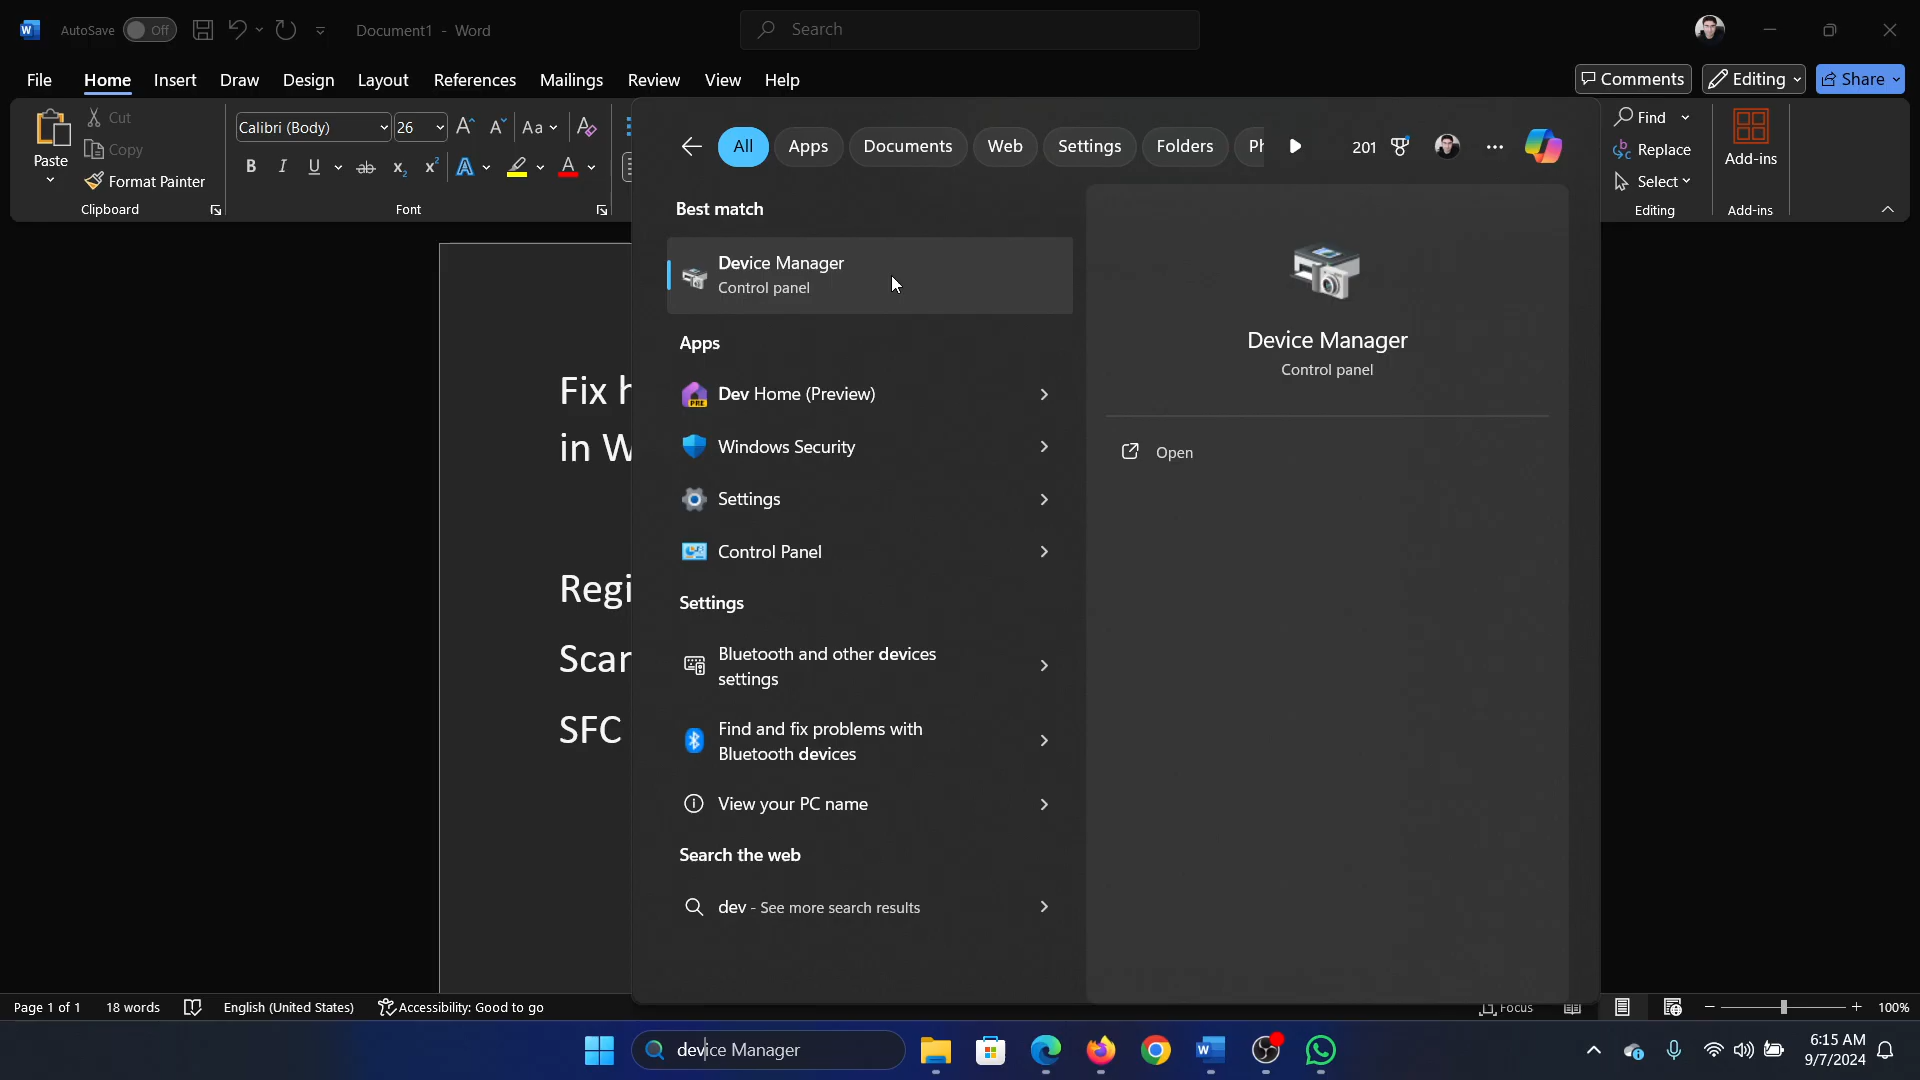 AutoSave Off Document1 - Word Search
File Home Insert Draw Design Layout References Mailings Review View Help Comments Editing Share
Paste
Cut
Copy
Format Painter
Clipboard
Calibri (Body) 26 Aa
B I U ab x₂ x² A A
Font
Find
Replace
Select
Editing
Add-ins
Add-ins
All Apps Documents Web Settings Folders 201
Best match
Device Manager
Control panel
Apps
Dev Home (Preview)
Windows Security
Settings
Control Panel
Settings
Bluetooth and other devices
settings
Find and fix problems with
Bluetooth devices
View your PC name
Search the web
dev - See more search results
Device Manager
Control panel
Open
Fix
in
SFC
Page 1 of 1 18 words English (United States) Accessibility: Good to go Focus 100%
device Manager
6:15 AM
9/7/2024